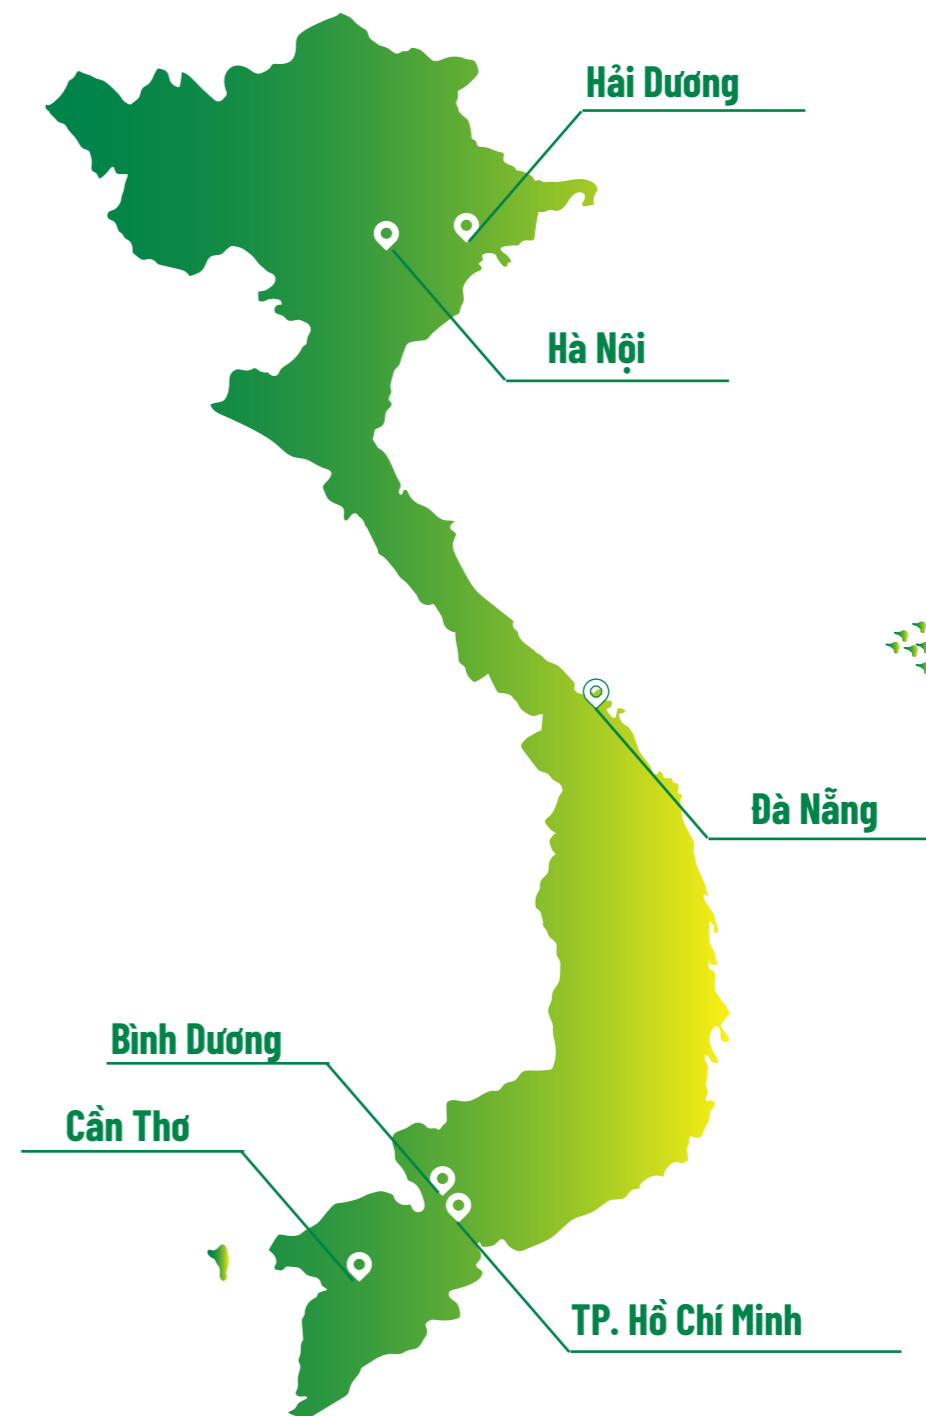 Hải Dương
Hà Nội
Đà Nẵng
Bình Dương
Cần Thơ
TP. Hồ Chí Minh